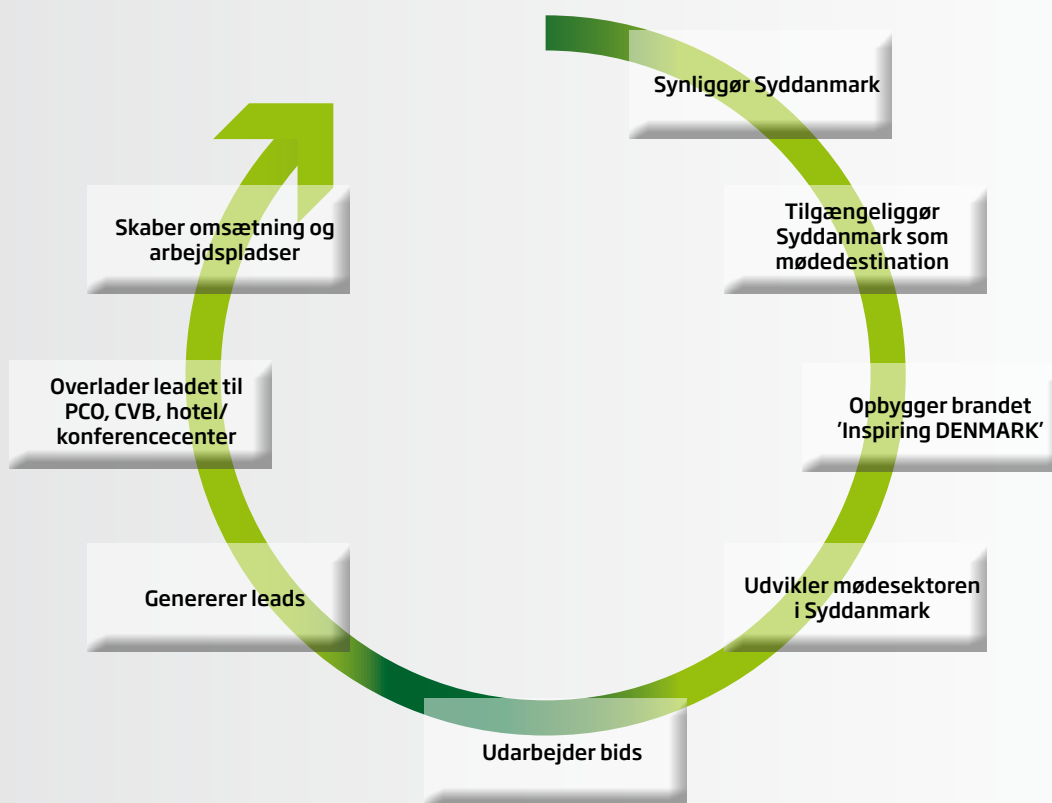 Synliggør Syddanmark
Tilgængeliggør
Syddanmark som
mødedestination
Opbygger brandet
’Inspiring DENMARK’
Udvikler mødesektoren
i Syddanmark
Udarbejder bids
Genererer leads
Overlader leadet til
PCO, CVB, hotel/
konferencecenter
Skaber omsætning og
arbejdspladser